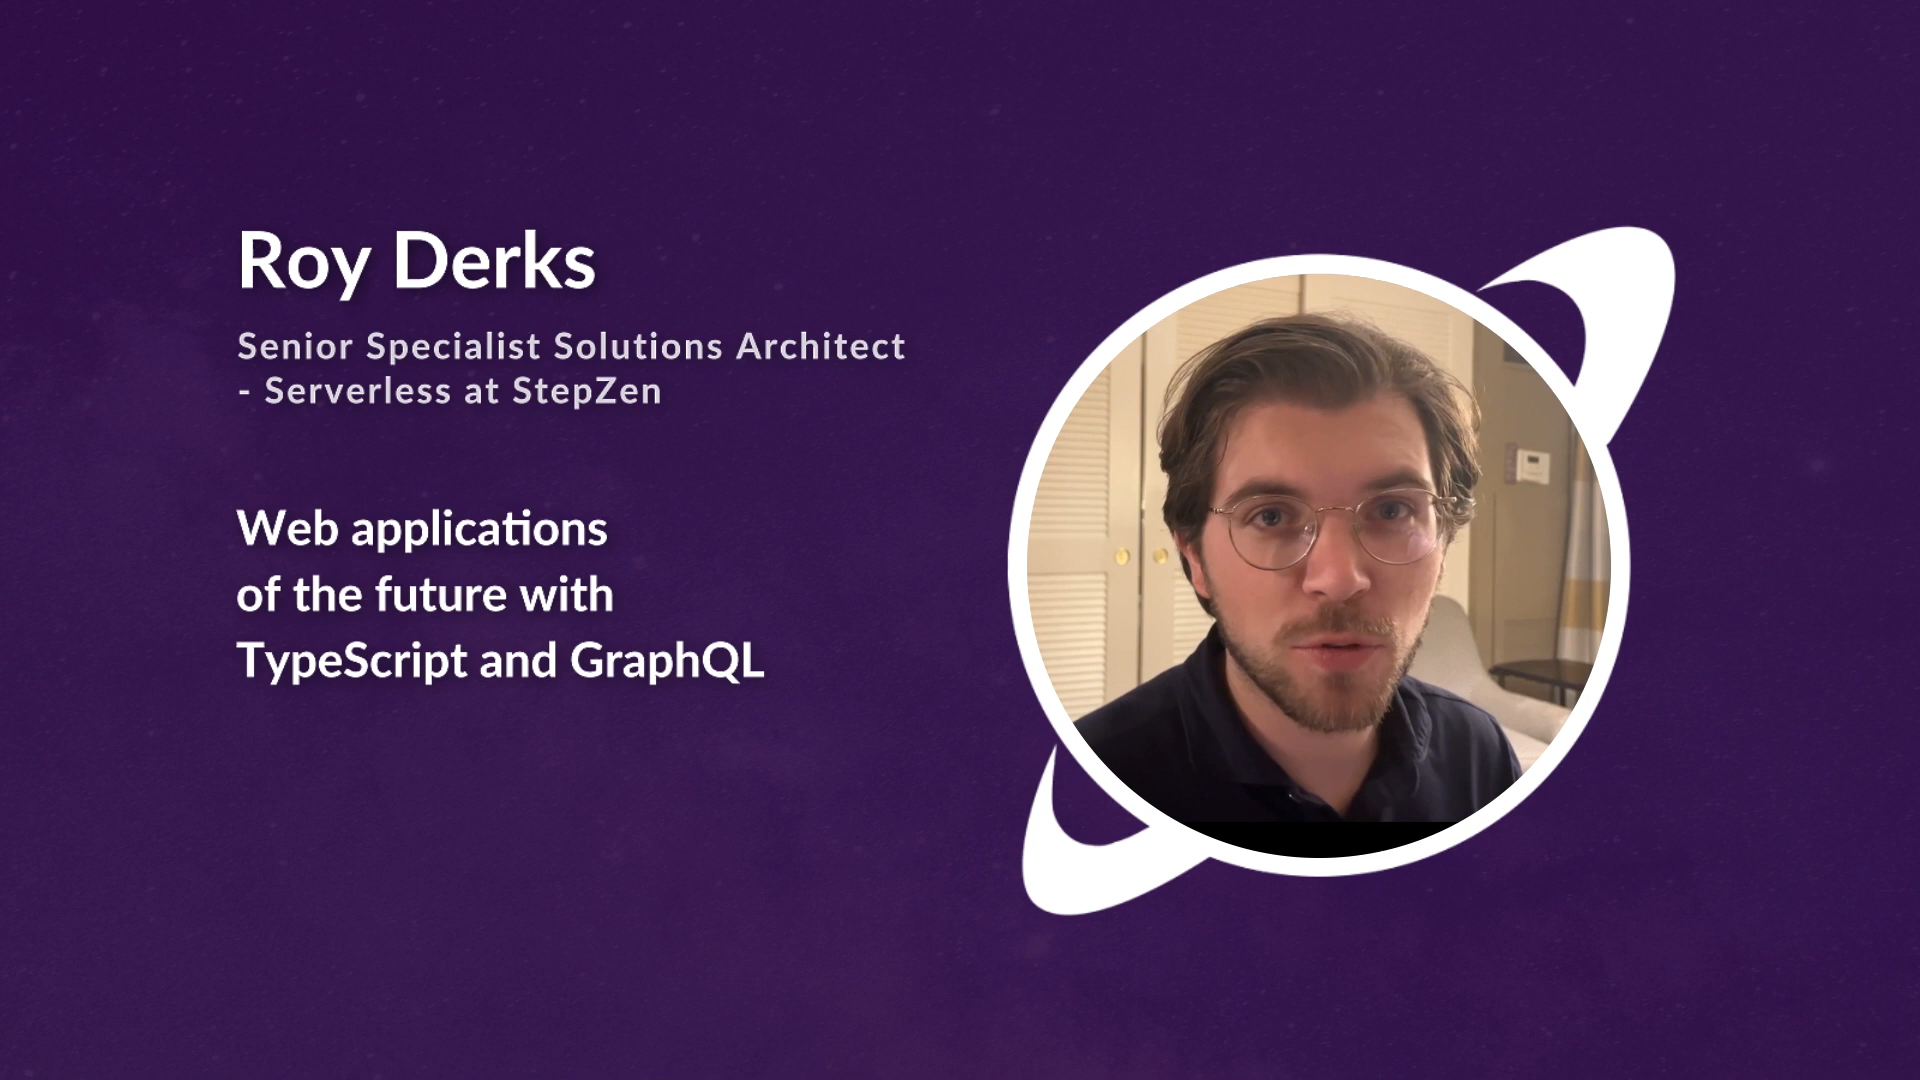 Roy Derks
Senior Specialist Solutions Architect
- Serverless at StepZen
Web applications
of the future with
TypeScript and GraphQL